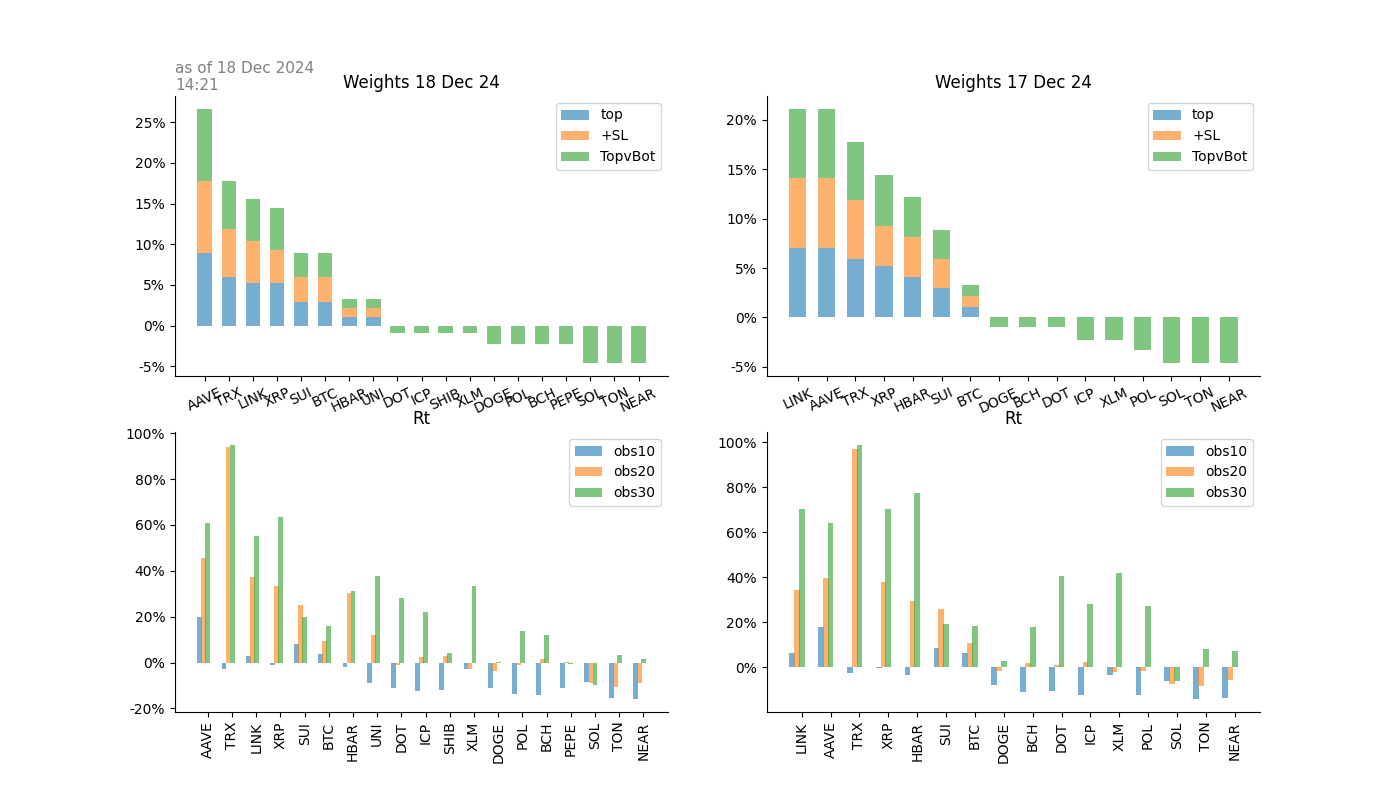 as of 18 Dec 2024
14:21
Weights 18 Dec 24
25%
20%
15%
10%
5%
0%
-5%
top
+SL
TopvBot
AAVE TRX LINK XRP SUI BTC HBAR UNI DOT ICP SHIB XLM DOGE POL BCH PEPE SOL TON NEAR
Weights 17 Dec 24
20%
15%
10%
5%
0%
-5%
top
+SL
TopvBot
LINK AAVE TRX XRP HBAR SUI BTC DOGE BCH DOT ICP XLM POL SOL TON NEAR
Rt
100%
80%
60%
40%
20%
0%
-20%
obs10
obs20
obs30
AAVE TRX LINK XRP SUI BTC HBAR UNI DOT ICP SHIB XLM DOGE POL BCH PEPE SOL TON NEAR
Rt
100%
80%
60%
40%
20%
0%
obs10
obs20
obs30
LINK AAVE TRX XRP HBAR SUI BTC DOGE BCH DOT ICP XLM POL SOL TON NEAR